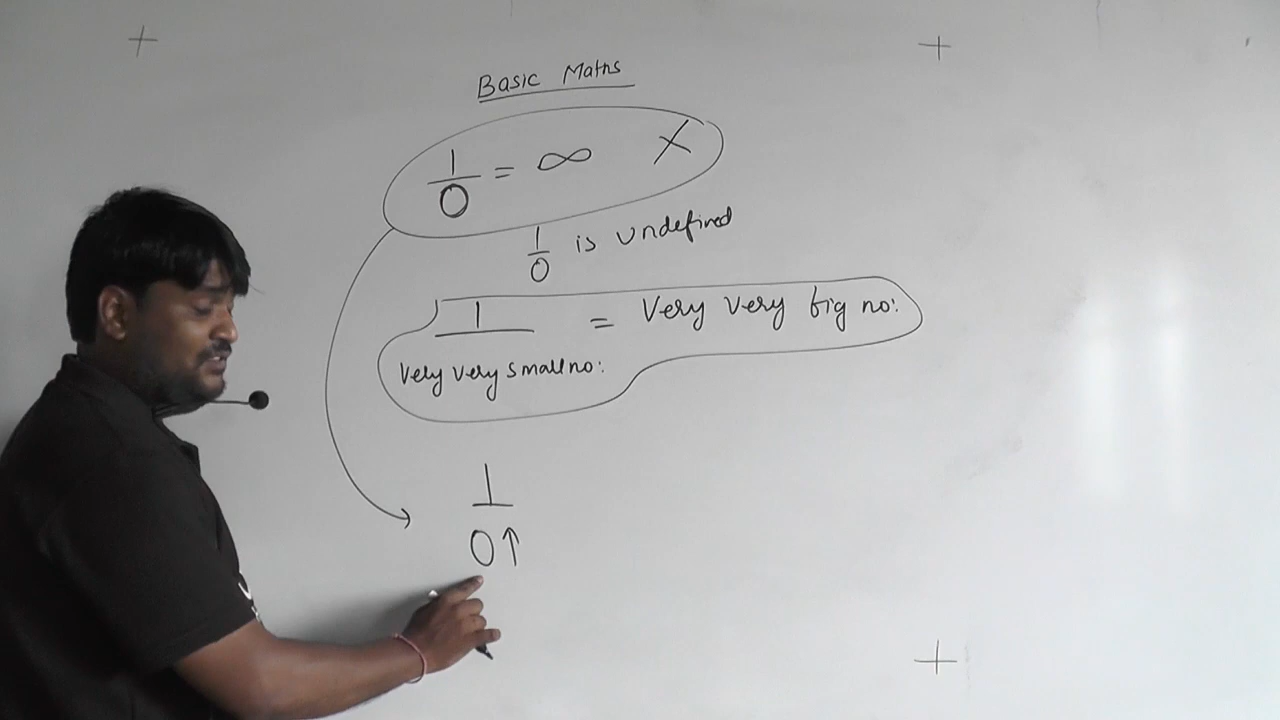 Basic Maths
1/0 = ∞ X
1/0 is undefined
1/very very small no: = Very very big no:
1/0↑